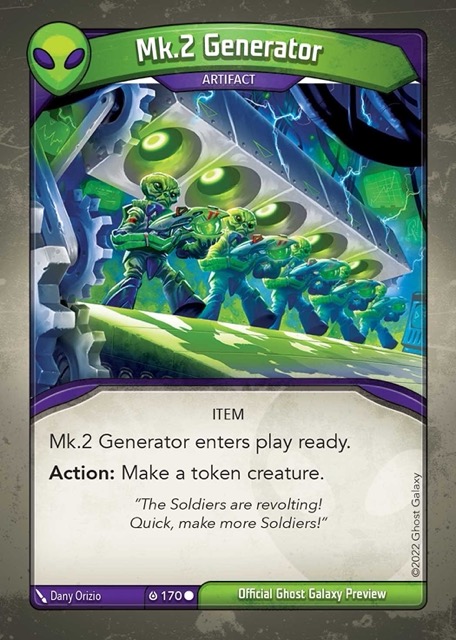 Mk.2 Generator
ARTIFACT
ITEM
Mk.2 Generator enters play ready.
Action: Make a token creature.
“The Soldiers are revolting!
Quick, make more Soldiers!”
©2022 Ghost Galaxy
Dany Orizio
170
Official Ghost Galaxy Preview